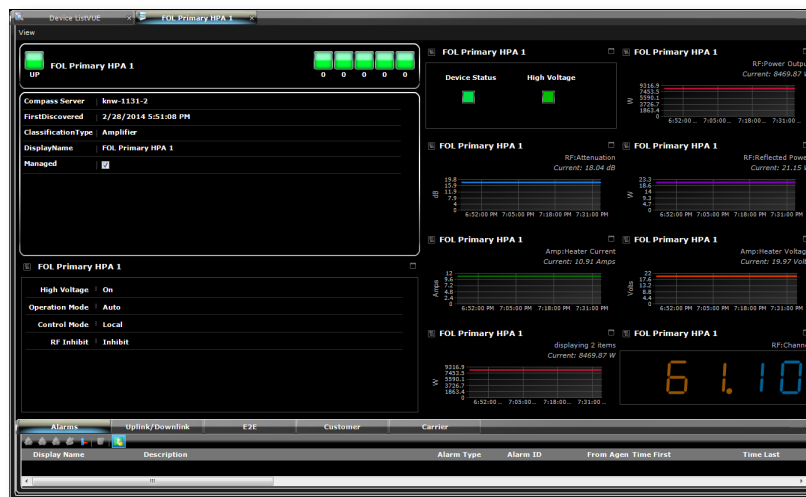 Device ListVUE x FOL Primary HPA 1 x
View
FOL Primary HPA 1
UP 0 0 0 0 0
Compass Server knw-1131-2
FirstDiscovered 2/28/2014 5:51:08 PM
ClassificationType Amplifier
DisplayName FOL Primary HPA 1
Managed
FOL Primary HPA 1
High Voltage On
Operation Mode Auto
Control Mode Local
RF Inhibit Inhibit
FOL Primary HPA 1
Device Status High Voltage
FOL Primary HPA 1
RF:Power Outpu
Current: 8469.87 W
9316.9
7453.5
5590.1
3726.7
1863.4
0
W
6:52:00 ... 7:05:00 ... 7:18:00 ... 7:31:00 ...
FOL Primary HPA 1
RF:Attenuation
Current: 18.04 dB
19.8
15.9
11.9
7.9
4
0
dB
6:52:00 PM 7:05:00 PM 7:18:00 PM 7:31:00 PM
FOL Primary HPA 1
RF:Reflected Powe
Current: 21.15 W
23.3
18.6
14
9.3
4.7
0
W
6:52:00 PM 7:05:00 PM 7:18:00 PM 7:31:00 PM
FOL Primary HPA 1
Amp:Heater Current
Current: 10.91 Amps
12
9.6
7.2
4.8
2.4
0
Amps
6:52:00 PM 7:05:00 PM 7:18:00 PM 7:31:00 PM
FOL Primary HPA 1
Amp:Heater Voltag
Current: 19.97 Volt
22
13.2
8.8
4.4
0
Volts
6:52:00 PM 7:05:00 PM 7:18:00 PM 7:31:00 PM
FOL Primary HPA 1
displaying 2 items
Current: 8469.87 W
9316.9
7453.5
5590.1
3726.7
1863.4
0
W
6:52:00 ... 7:05:00 ... 7:18:00 ... 7:31:00 ...
FOL Primary HPA 1
RF:Chann
61.10
Alarms Uplink/Downlink E2E Customer Carrier
Display Name Description Alarm Type Alarm ID From Agen Time First Time Last